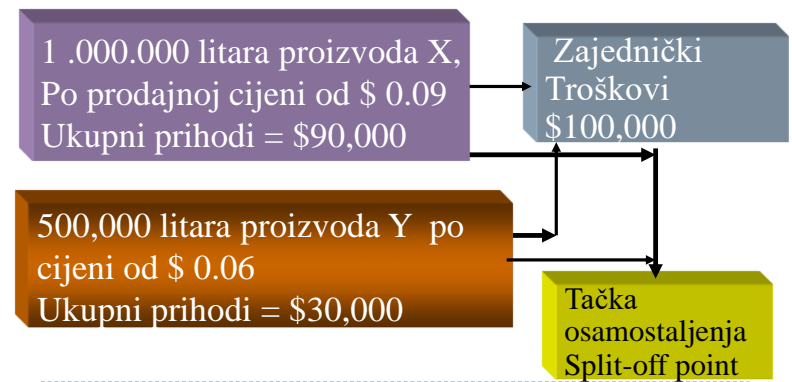 1 .000.000 litara proizvoda X,
Po prodajnoj cijeni od $ 0.09
Ukupni prihodi = $90,000
Zajednički
Troškovi
$100,000
500,000 litara proizvoda Y po
cijeni od $ 0.06
Ukupni prihodi = $30,000
Tačka
osamostaljenja
Split-off point